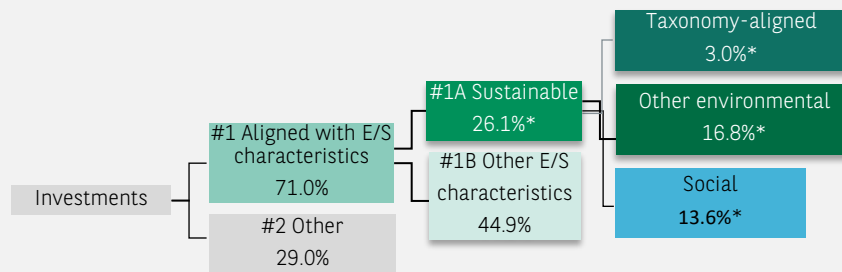 Investments
#1 Aligned with E/S
characteristics
71.0%
#2 Other
29.0%
#1A Sustainable
26.1%*
#1B Other E/S
characteristics
44.9%
Taxonomy-aligned
3.0%*
Other environmental
16.8%*
Social
13.6%*